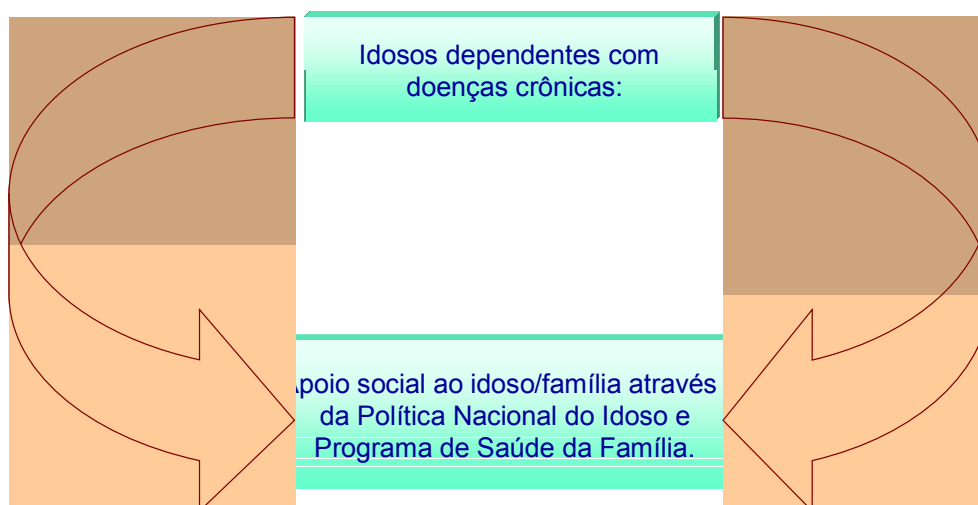 Idosos dependentes com
doenças crônicas:
Apoio social ao idoso/família através
da Política Nacional do Idoso e
Programa de Saúde da Família.